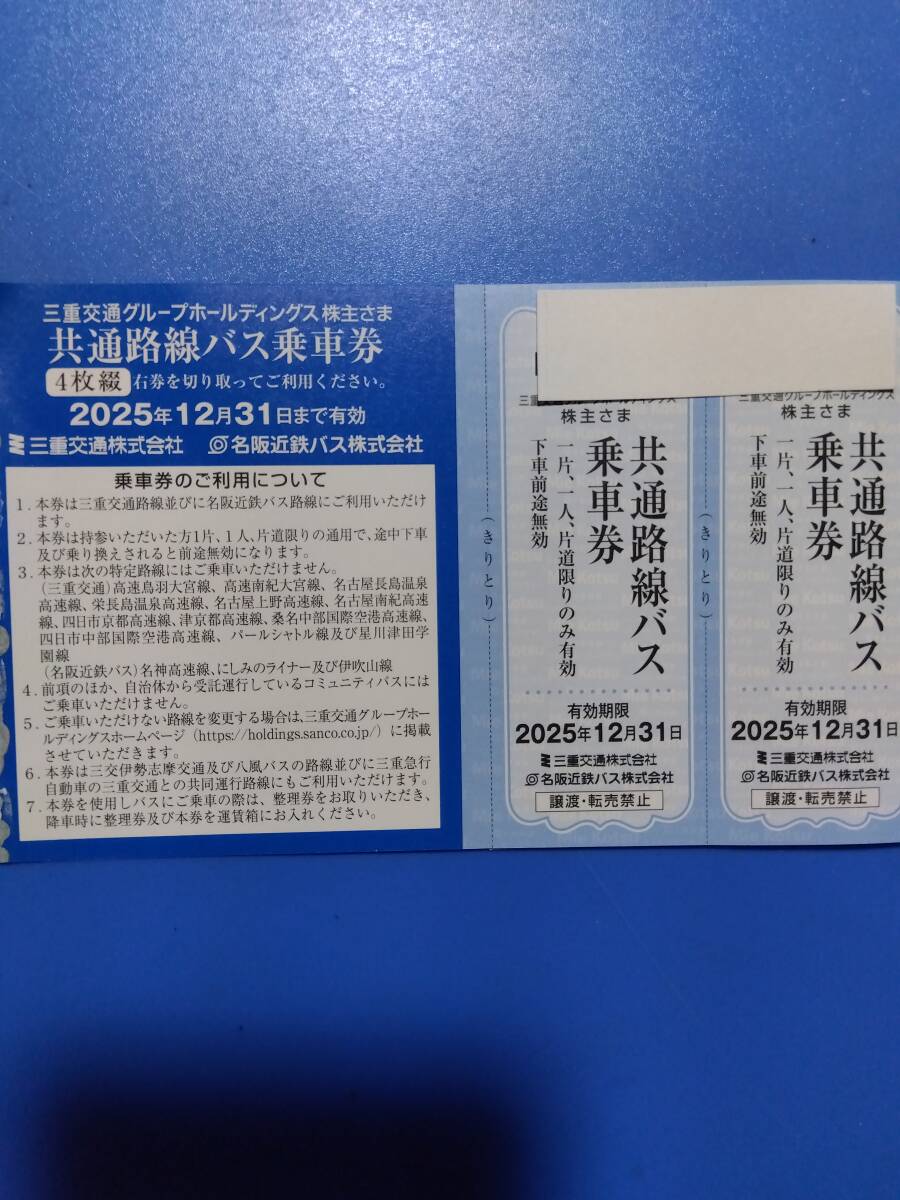 三重交通グループホールディングス株主さま
共通路線バス乗車券
4枚綴 右券を切り取ってご利用ください。
2025年12月31日まで有効
三重交通株式会社 名阪近鉄バス株式会社
乗車券のご利用について
1.本券は三重交通路線並びに名阪近鉄バス路線にご利用いただけ
ます。
2.本券は持参いただいた方1片、1人、片道限りの通用で、途中下車
及び乗り換えされると前途無効になります。
3.本券は次の特定路線にはご乗車いただけません。
(三重交通)高速鳥羽大宮線、高速南紀大宮線、名古屋長島温泉
高速線、栄長島温泉高速線、名古屋上野高速線、名古屋南紀高速
線、四日市京都高速線、津京都高速線、桑名中部国際空港高速線、
四日市中部国際空港高速線、パールシャトル線及び星川津田学
園線
(名阪近鉄バス)名神高速線、にしみのライナー及び伊吹山線
4.前項のほか、自治体から受託運行しているコミュニティバスには
ご乗車いただけません。
5.ご乗車いただけない路線を変更する場合は、三重交通グループホー
ルディングスホームページ(https://holdings.sanco.co.jp/)に掲載
させていただきます。
6.本券は三交伊勢志摩交通及び八風バスの路線並びに三重急行
自動車の三重交通との共同運行路線にもご利用いただけます。
7.本券を使用しバスにご乗車の際は、整理券をお取りいただき、
降車時に整理券及び本券を運賃箱にお入れください。
(きりとり)
株主さま
共通路線バス
乗車券
一片、一人、片道限りのみ有効
下車前途無効
有効期限
2025年12月31日
三重交通株式会社
名阪近鉄バス株式会社
譲渡・転売禁止
(きりとり)
三重交通グループホールディングス
株主さま
共通路線バス
乗車券
一片、一人、片道限りのみ有効
下車前途無効
有効期限
2025年12月31日
三重交通株式会社
名阪近鉄バス株式会社
譲渡・転売禁止